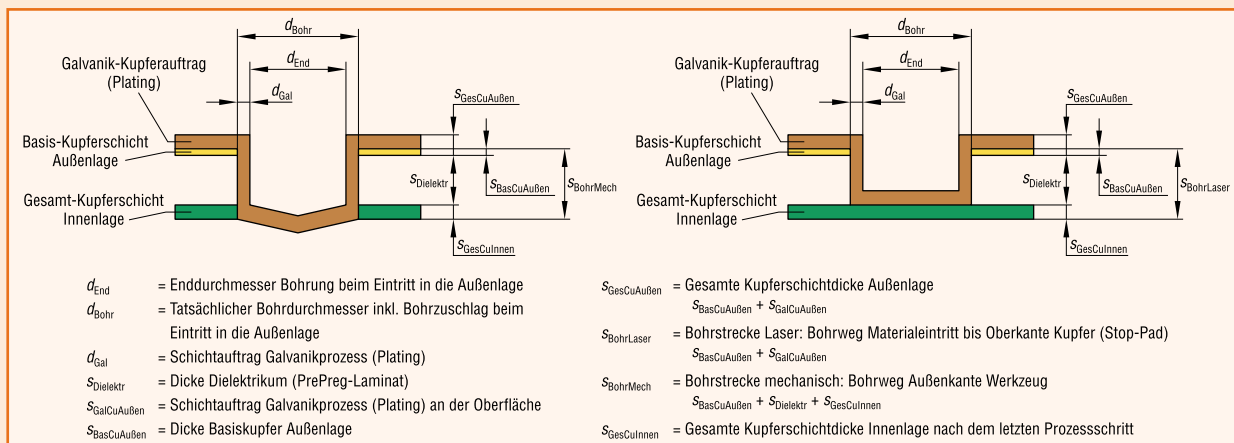 d_Bohr
d_End
Galvanik-Kupferauftrag
(Plating)
d_Gal
s_GesCuAußen
Basis-Kupferschicht
Außenlage
s_Dielektr
s_BasCuAußen
s_BohrMech
Gesamt-Kupferschicht
Innenlage
s_GesCuInnen
d_Bohr
d_End
Galvanik-Kupferauftrag
(Plating)
d_Gal
s_GesCuAußen
Basis-Kupferschicht
Außenlage
s_Dielektr
s_BasCuAußen
s_BohrLaser
Gesamt-Kupferschicht
Innenlage
s_GesCuInnen
d_End = Enddurchmesser Bohrung beim Eintritt in die Außenlage
d_Bohr = Tatsächlicher Bohrdurchmesser inkl. Bohrzuschlag beim
Eintritt in die Außenlage
d_Gal = Schichtauftrag Galvanikprozess (Plating)
s_Dielektr = Dicke Dielektrikum (PrePreg-Laminat)
s_GalCuAußen = Schichtauftrag Galvanikprozess (Plating) an der Oberfläche
s_BasCuAußen = Dicke Basiskupfer Außenlage
s_GesCuAußen = Gesamte Kupferschichtdicke Außenlage
s_BasCuAußen + s_GalCuAußen
s_BohrLaser = Bohrstrecke Laser: Bohrweg Materialeintritt bis Oberkante Kupfer (Stop-Pad)
s_BasCuAußen + s_GalCuAußen
s_BohrMech = Bohrstrecke mechanisch: Bohrweg Außenkante Werkzeug
s_BasCuAußen + s_Dielektr + s_GesCuInnen
s_GesCuInnen = Gesamte Kupferschichtdicke Innenlage nach dem letzten Prozessschritt